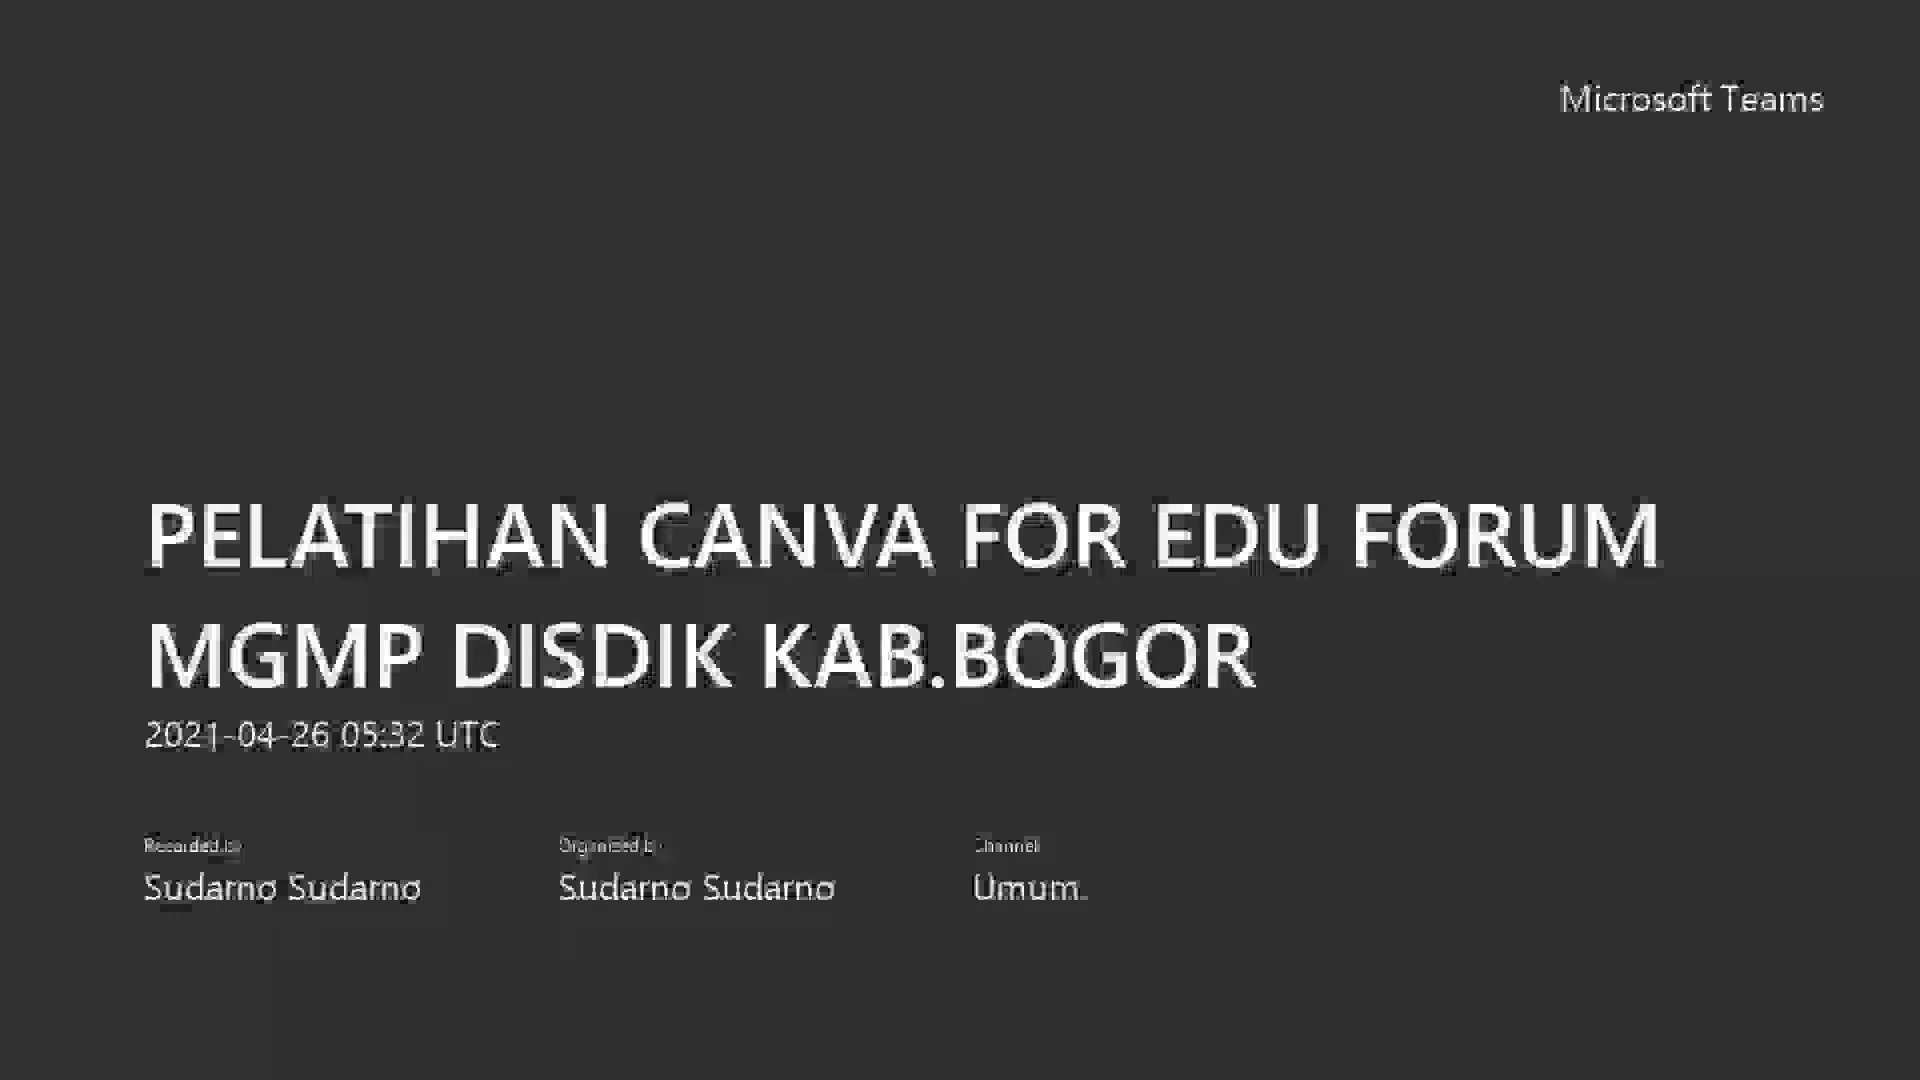 Microsoft Teams
PELATIHAN CANVA FOR EDU FORUM
MGMP DISDIK KAB.BOGOR
2021-04-26 05:32 UTC
Recorded by
Organized by
Channel
Sudarno Sudarno
Sudarno Sudarno
Umum